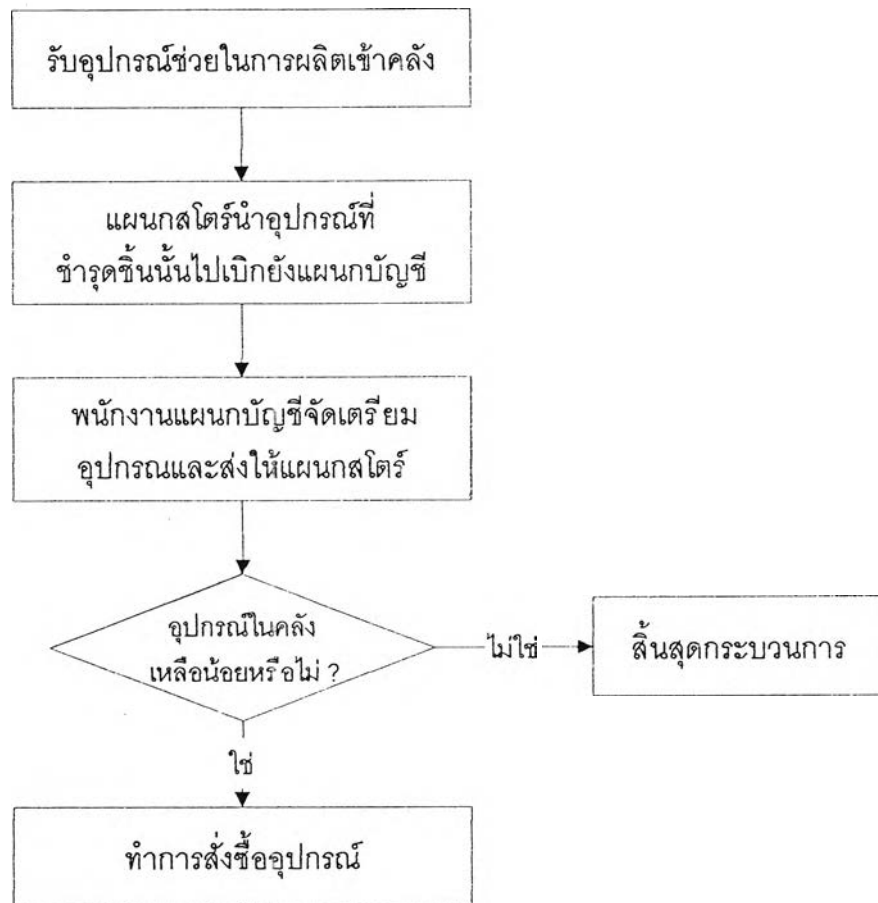 รับอุปกรณ์ช่วยในการผลิตเข้าคลัง
แผนกสโตร์นำอุปกรณ์ที่
ชำรุดชิ้นนั้นไปเบิกยังแผนกบัญชี
พนักงานแผนกบัญชีจัดเตรียม
อุปกรณและส่งให้แผนกสโตร์
อุปกรณ์ในคลัง
เหลือน้อยหรือไม่ ?
ไม่ใช่
สิ้นสุดกระบวนการ
ใช่
ทำการสั่งซื้ออุปกรณ์